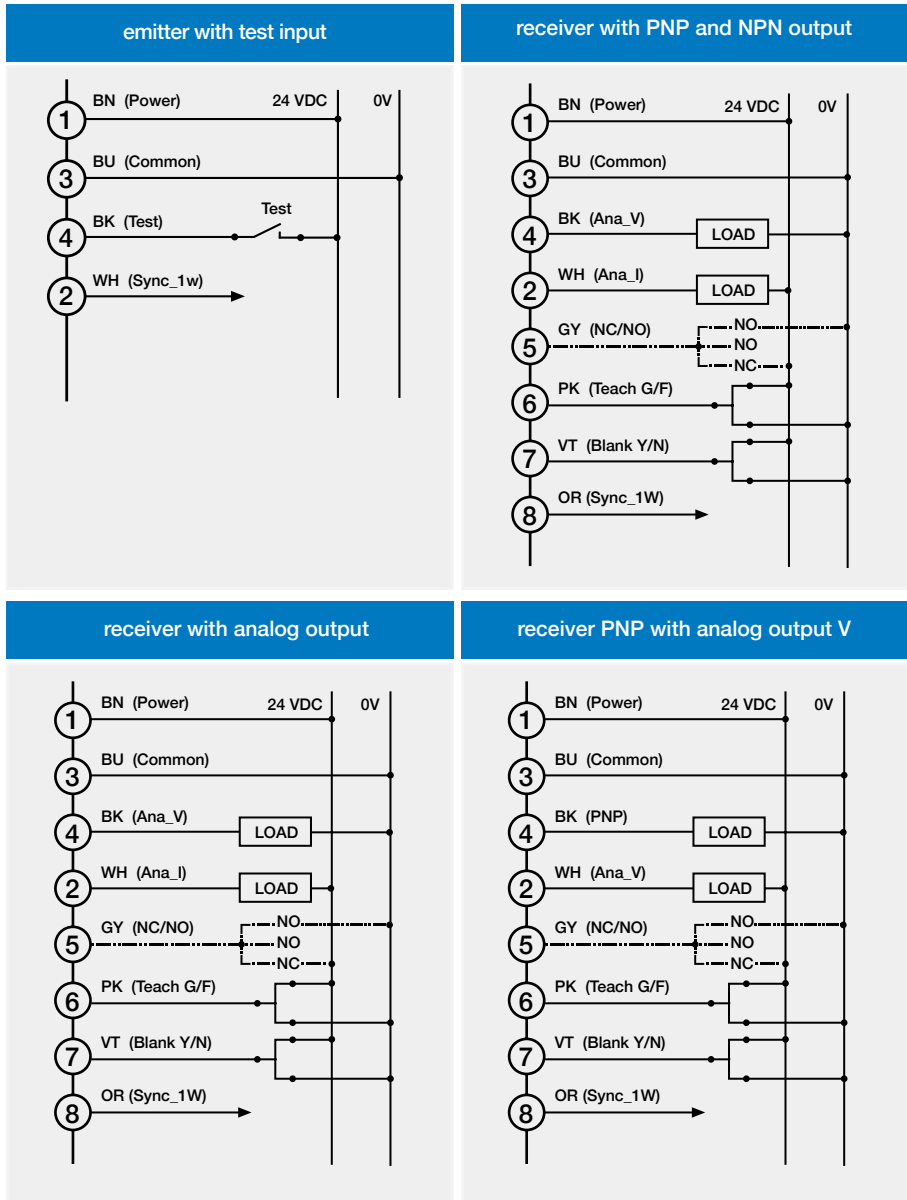 emitter with test input
BN (Power) 24 VDC 0V
1
BU (Common)
3
Test
BK (Test)
4
WH (Sync_1w)
2
receiver with PNP and NPN output
BN (Power) 24 VDC 0V
1
BU (Common)
3
BK (Ana_V)
4 LOAD
WH (Ana_I)
2 LOAD
GY (NC/NO) NO
5 NO
NC
PK (Teach G/F)
6
VT (Blank Y/N)
7
OR (Sync_1W)
8
receiver with analog output
BN (Power) 24 VDC 0V
1
BU (Common)
3
BK (Ana_V)
4 LOAD
WH (Ana_I)
2 LOAD
GY (NC/NO) NO
5 NO
NC
PK (Teach G/F)
6
VT (Blank Y/N)
7
OR (Sync_1W)
8
receiver PNP with analog output V
BN (Power) 24 VDC 0V
1
BU (Common)
3
BK (PNP)
4 LOAD
WH (Ana_V)
2 LOAD
GY (NC/NO) NO
5 NO
NC
PK (Teach G/F)
6
VT (Blank Y/N)
7
OR (Sync_1W)
8